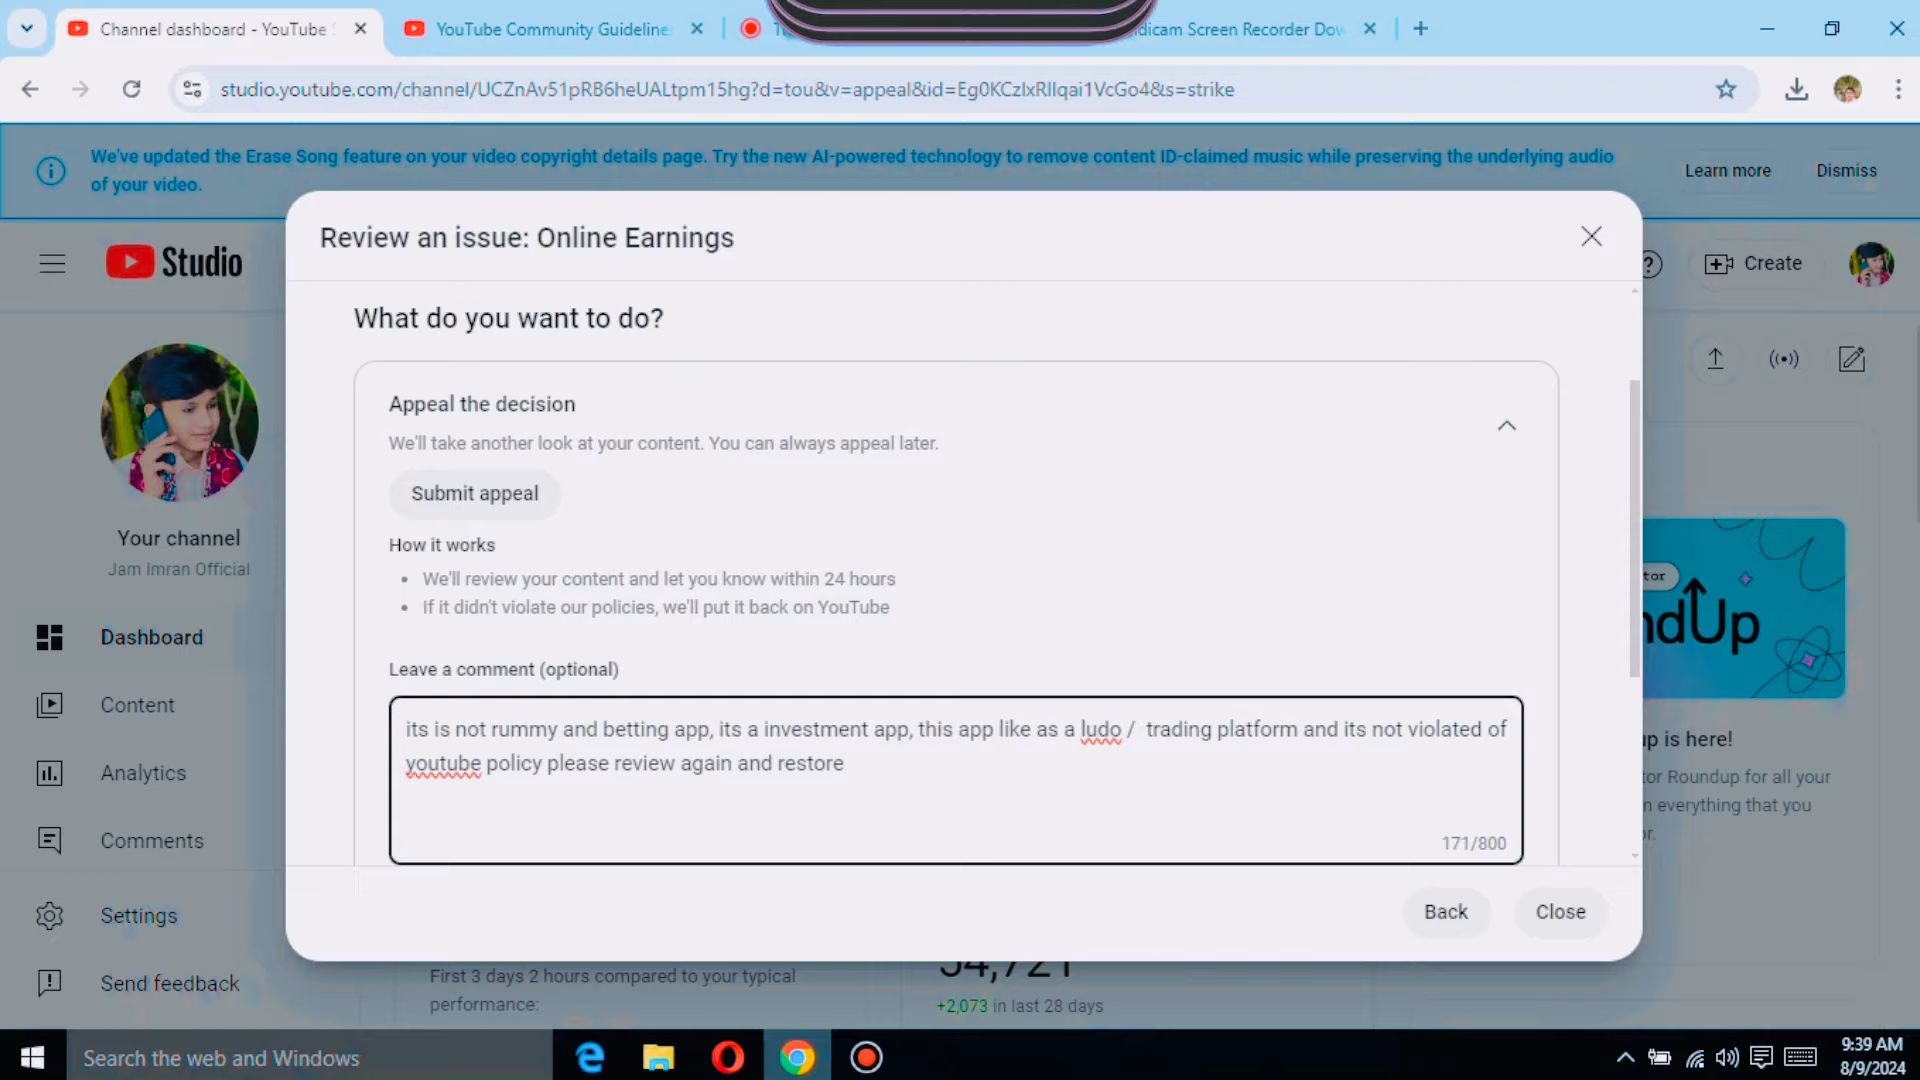 Channel dashboard - YouTube S
YouTube Community Guideline
dicam Screen Recorder Dow
studio.youtube.com/channel/UCZnAv51pRB6heUALtpm15hg?d=tou&v=appeal&id=Eg0KCzIxRIlqai1VcGo4&s=strike
We've updated the Erase Song feature on your video copyright details page. Try the new AI-powered technology to remove content ID-claimed music while preserving the underlying audio
of your video.
Learn more
Dismiss
Studio
Create
Review an issue: Online Earnings
What do you want to do?
Appeal the decision
We'll take another look at your content. You can always appeal later.
Submit appeal
How it works
We'll review your content and let you know within 24 hours
If it didn't violate our policies, we'll put it back on YouTube
Leave a comment (optional)
its is not rummy and betting app, its a investment app, this app like as a ludo / trading platform and its not violated of
youtube policy please review again and restore
171/800
Back
Close
Your channel
Jam Imran Official
Dashboard
Content
Analytics
Comments
Settings
Send feedback
tor
ndUp
up is here!
tor Roundup for all your
n everything that you
or.
First 3 days 2 hours compared to your typical
performance:
34,721
+2,073 in last 28 days
Search the web and Windows
9:39 AM
8/9/2024